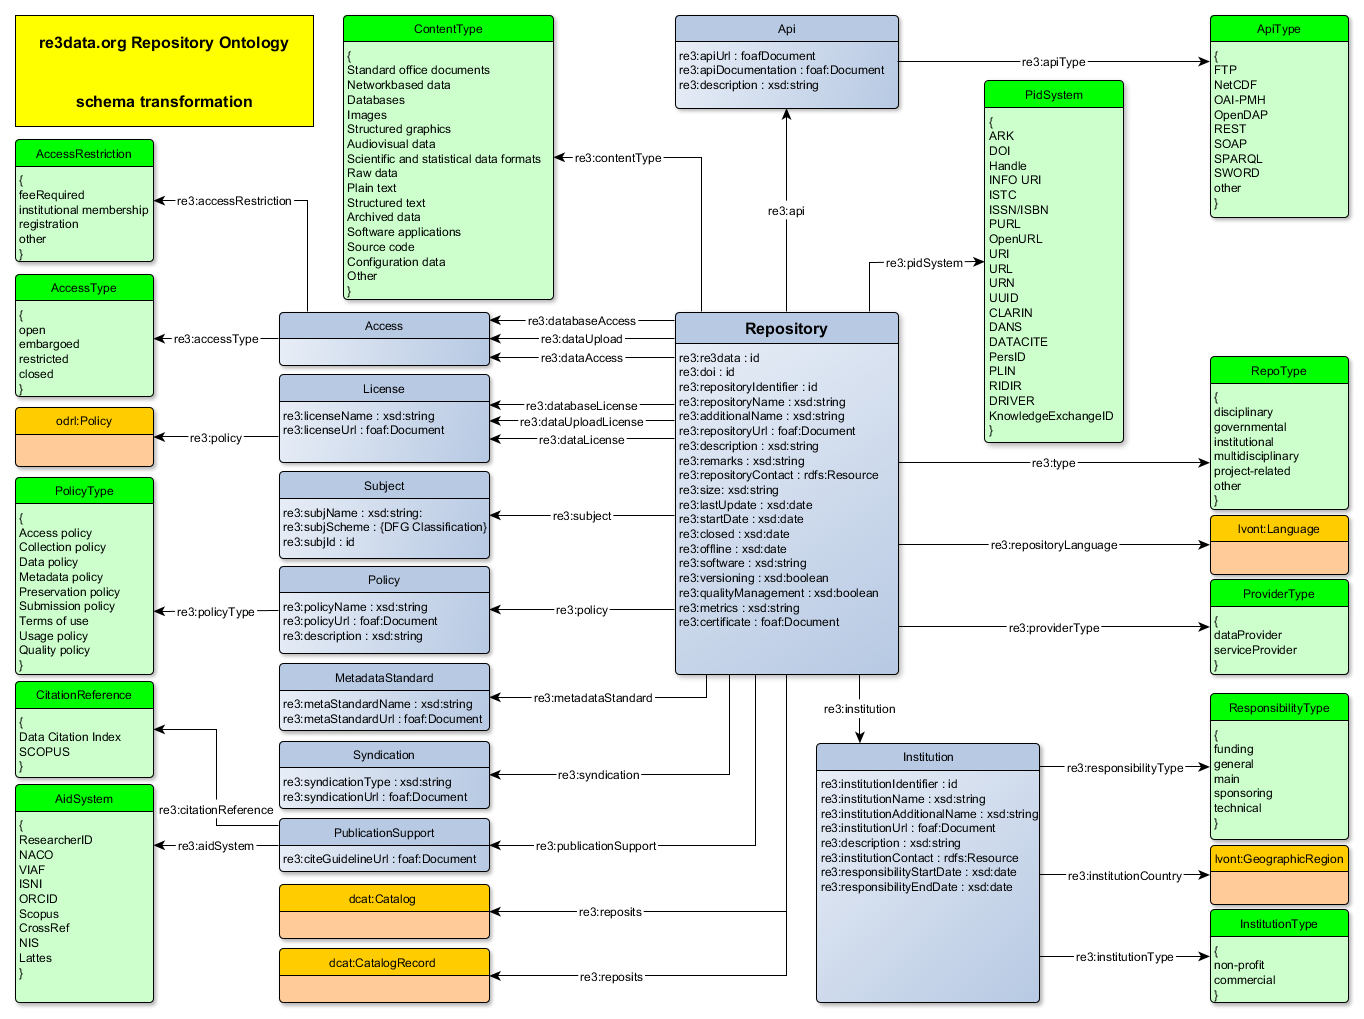 re3data.org Repository Ontology
schema transformation
AccessRestriction
{
feeRequired
institutional membership
registration
other
}
AccessType
{
open
embargoed
restricted
closed
}
odrl:Policy
PolicyType
{
Access policy
Collection policy
Data policy
Metadata policy
Preservation policy
Submission policy
Terms of use
Usage policy
Quality policy
}
CitationReference
{
Data Citation Index
SCOPUS
}
AidSystem
{
ResearcherID
NACO
VIAF
ISNI
ORCID
Scopus
CrossRef
NIS
Lattes
}
re3:accessRestriction
re3:accessType
re3:policy
re3:policyType
re3:citationReference
re3:aidSystem
ContentType
{
Standard office documents
Networkbased data
Databases
Images
Structured graphics
Audiovisual data
Scientific and statistical data formats
Raw data
Plain text
Structured text
Archived data
Software applications
Source code
Configuration data
Other
}
Access
License
re3:licenseName : xsd:string
re3:licenseUrl : foaf:Document
Subject
re3:subjName : xsd:string:
re3:subjScheme : {DFG Classification}
re3:subjId : id
Policy
re3:policyName : xsd:string
re3:policyUrl : foaf:Document
re3:description : xsd:string
MetadataStandard
re3:metaStandardName : xsd:string
re3:metaStandardUrl : foaf:Document
Syndication
re3:syndicationType : xsd:string
re3:syndicationUrl : foaf:Document
PublicationSupport
re3:citeGuidelineUrl : foaf:Document
dcat:Catalog
dcat:CatalogRecord
re3:contentType
re3:databaseAccess
re3:dataUpload
re3:dataAccess
re3:databaseLicense
re3:dataUploadLicense
re3:dataLicense
re3:subject
re3:policy
re3:metadataStandard
re3:syndication
re3:publicationSupport
re3:reposits
re3:reposits
Api
re3:apiUrl : foafDocument
re3:apiDocumentation : foaf:Document
re3:description : xsd:string
re3:api
Repository
re3:re3data : id
re3:doi : id
re3:repositoryIdentifier : id
re3:repositoryName : xsd:string
re3:additionalName : xsd:string
re3:repositoryUrl : foaf:Document
re3:description : xsd:string
re3:remarks : xsd:string
re3:repositoryContact : rdfs:Resource
re3:size: xsd:string
re3:lastUpdate : xsd:date
re3:startDate : xsd:date
re3:closed : xsd:date
re3:offline : xsd:date
re3:software : xsd:string
re3:versioning : xsd:boolean
re3:qualityManagement : xsd:boolean
re3:metrics : xsd:string
re3:certificate : foaf:Document
re3:institution
Institution
re3:institutionIdentifier : id
re3:institutionName : xsd:string
re3:institutionAdditionalName : xsd:string
re3:institutionUrl : foaf:Document
re3:description : xsd:string
re3:institutionContact : rdfs:Resource
re3:responsibilityStartDate : xsd:date
re3:responsibilityEndDate : xsd:date
re3:apiType
re3:pidSystem
PidSystem
{
ARK
DOI
Handle
INFO URI
ISTC
ISSN/ISBN
PURL
OpenURL
URI
URL
URN
UUID
CLARIN
DANS
DATACITE
PersID
PLIN
RIDIR
DRIVER
KnowledgeExchangeID
}
re3:type
re3:repositoryLanguage
re3:providerType
re3:responsibilityType
re3:institutionCountry
re3:institutionType
ApiType
{
FTP
NetCDF
OAI-PMH
OpenDAP
REST
SOAP
SPARQL
SWORD
other
}
RepoType
{
disciplinary
governmental
institutional
multidisciplinary
project-related
other
}
lvont:Language
ProviderType
{
dataProvider
serviceProvider
}
ResponsibilityType
{
funding
general
main
sponsoring
technical
}
lvont:GeographicRegion
InstitutionType
{
non-profit
commercial
}